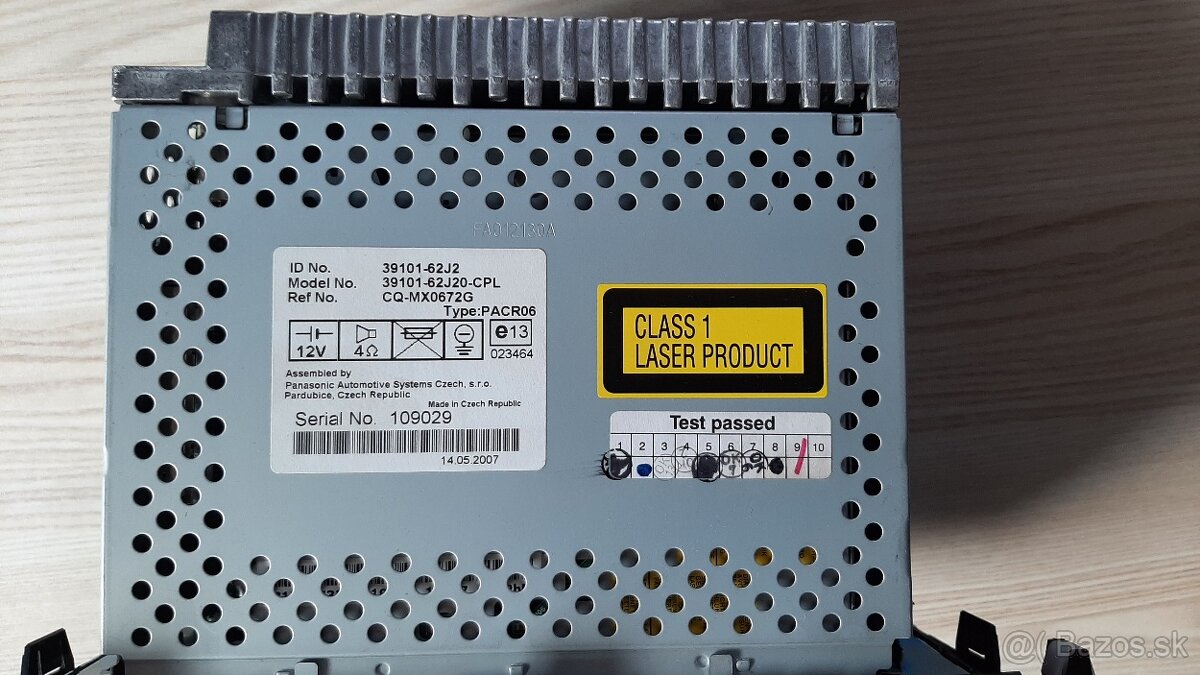 FA012130A
ID No. 39101-62J2
Model No. 39101-62J20-CPL
Ref No. CQ-MX0672G
Type:PACR06
12V 4Ω e13
023464
Assembled by
Panasonic Automotive Systems Czech, s.r.o.
Pardubice, Czech Republic
Made in Czech Republic
Serial No. 109029
14.05.2007
CLASS 1
LASER PRODUCT
Test passed
1 2 3 4 5 6 7 8 9 10
Bazos.sk